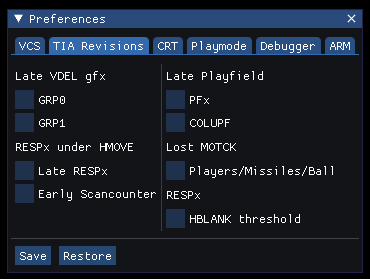 Preferences
VCS TIA Revisions CRT Playmode Debugger ARM
Late VDEL gfx
GRP0
GRP1
RESPx under HMOVE
Late RESPx
Early Scancounter
Late Playfield
PFx
COLUPF
Lost MOTCK
Players/Missiles/Ball
RESPx
HBLANK threshold
Save Restore